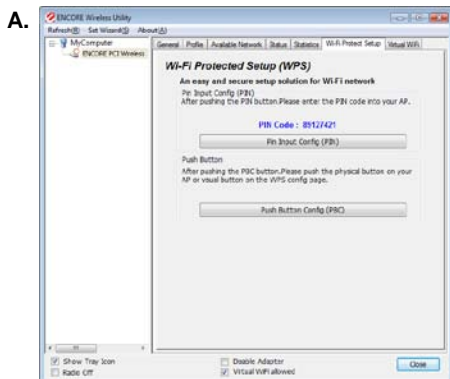 A.
ENCORE Wireless Utility
Refresh(R) Set Wizard(S) About(A)
MyComputer
ENCORE PCI Wireless
General Profile Available Network Status Statistics Wi-Fi Protect Setup Virtual WiFi
Wi-Fi Protected Setup (WPS)
An easy and secure setup solution for Wi-Fi network
Pin Input Config (PIN)
After pushing the PIN button.Please enter the PIN code into your AP.
PIN Code : 89127421
Pin Input Config (PIN)
Push Button
After pushing the PBC button.Please push the physical button on your
AP or visual button on the WPS config page.
Push Button Config (PBC)
Show Tray Icon
Radio Off
Disable Adapter
Virtual WiFi allowed
Close